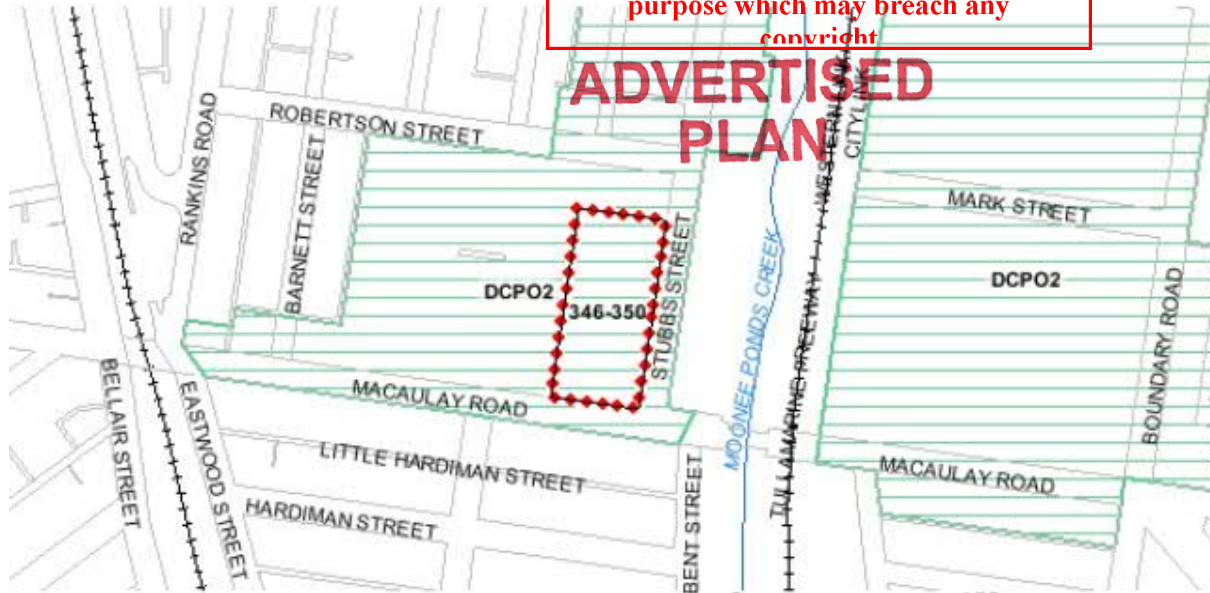 purpose which may breach any
copyright
ADVERTISED
PLAN
WESTERN LINK
CITYLINK
ROBERTSON STREET
RANKINS ROAD
BARNETT STREET
MARK STREET
STUBBS STREET
DCPO2
346-350
DCPO2
MOONEE PONDS CREEK
TULLAMARINE FREEWAY
BOUNDARY ROAD
MACAULAY ROAD
BELLAIR STREET
EASTWOOD STREET
LITTLE HARDIMAN STREET
MACAULAY ROAD
HARDIMAN STREET
BENT STREET